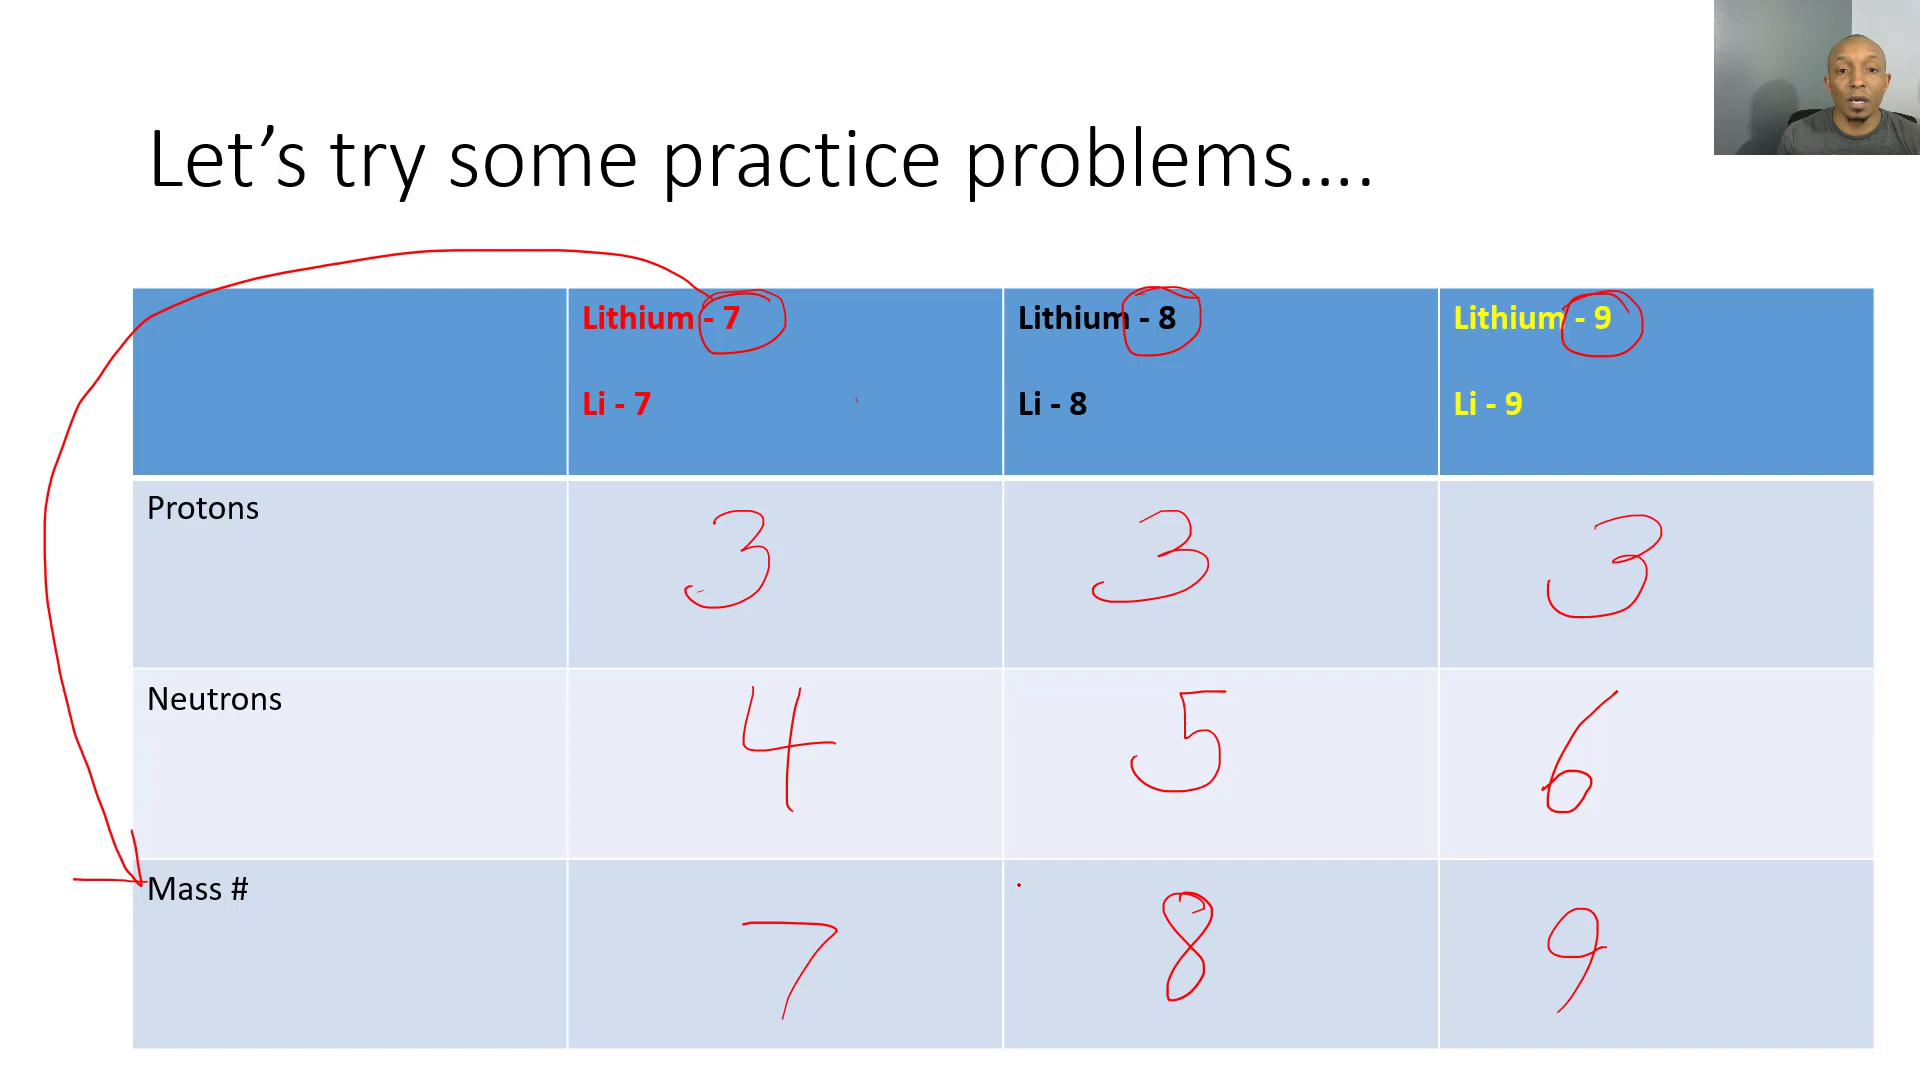 Let's try some practice problems....
Lithium - 7 Lithium - 8 Lithium - 9
Li - 7 Li - 8 Li - 9
Protons 3 3 3
Neutrons 4 5 6
Mass # 7 8 9